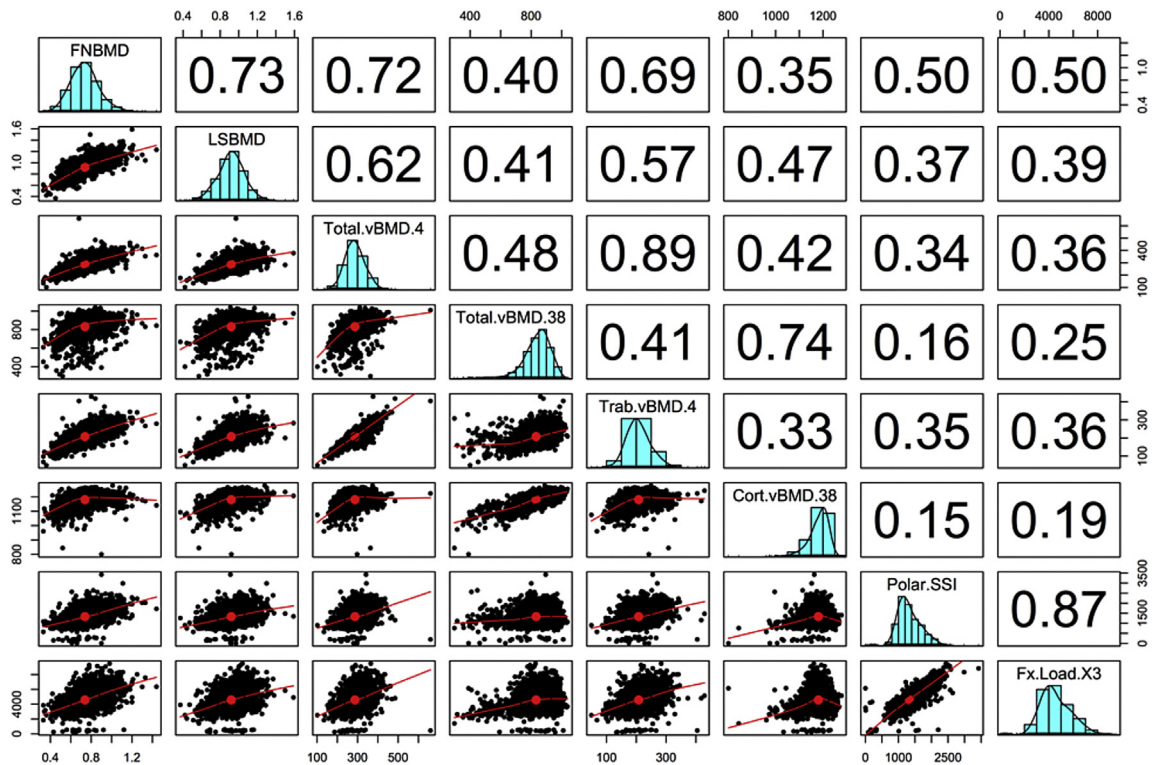 0.4 0.8 1.2 1.6 400 800 800 1000 1200 0 4000 8000
FNBMD
0.73 0.72 0.40 0.69 0.35 0.50 0.50
0.4 1.0
0.4 1.0 1.6
LSBMD
0.62 0.41 0.57 0.47 0.37 0.39
Total.vBMD.4
0.48 0.89 0.42 0.34 0.36
100 400
400 800
Total.vBMD.38
0.41 0.74 0.16 0.25
Trab.vBMD.4
0.33 0.35 0.36
100 300
800 1100
Cort.vBMD.38
0.15 0.19
Polar.SSI
0.87
0 1500 3500
0 4000
Fx.Load.X3
0.4 0.8 1.2 100 300 500 100 300 0 1000 2500